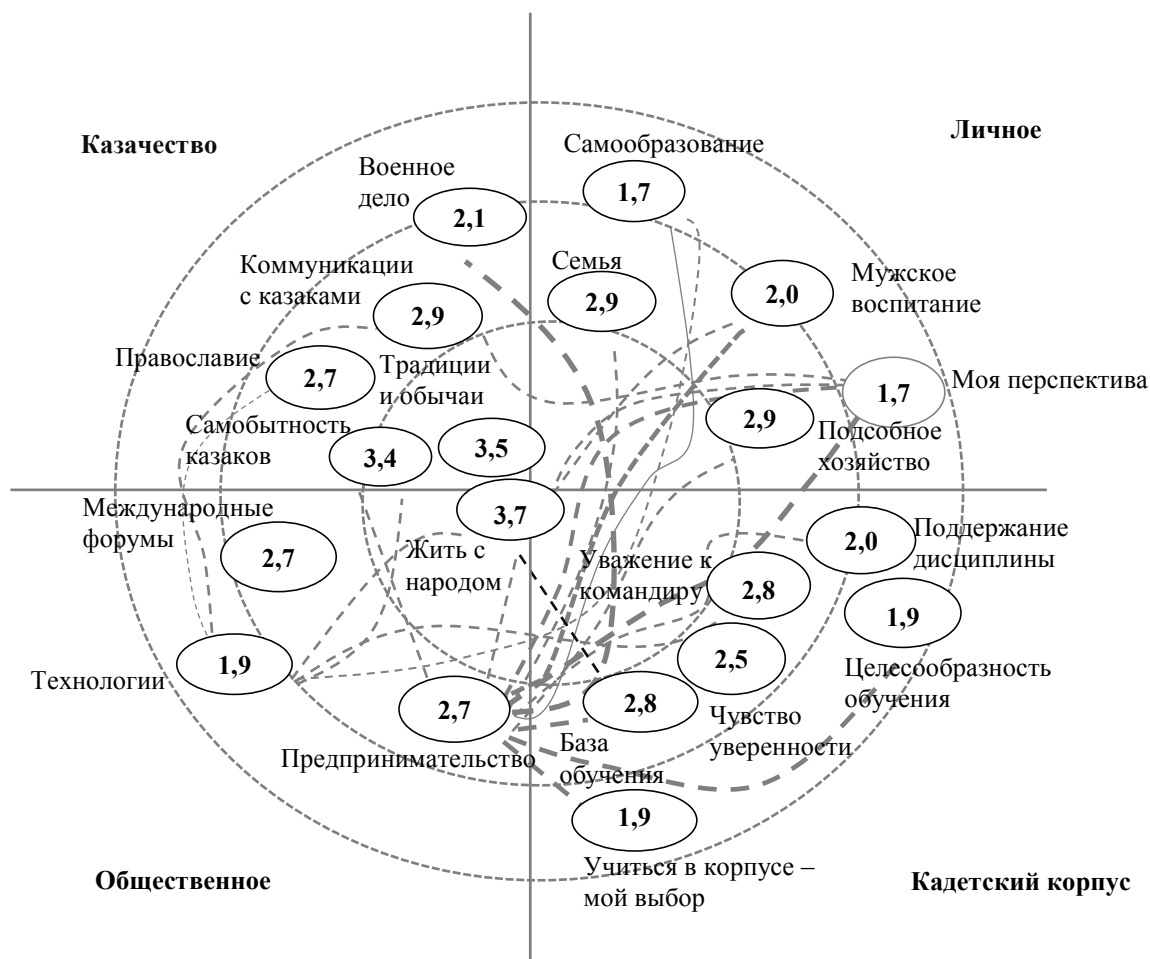 Казачество
Личное
Самообразование
1,7
Военное
дело
2,1
Коммуникации
с казаками
2,9
Семья
2,9
2,0
Мужское
воспитание
Православие
2,7
Традиции
и обычаи
3,5
1,7
Моя перспектива
2,9
Подсобное
хозяйство
Самобытность
казаков
3,4
3,7
Международные
форумы
2,7
Жить с
народом
Уважение к
командиру
2,8
2,0
Поддержание
дисциплины
1,9
Целесообразность
обучения
Технологии
1,9
2,5
Чувство
уверенности
2,7
Предпринимательство
2,8
База
обучения
1,9
Учиться в корпусе –
мой выбор
Общественное
Кадетский корпус